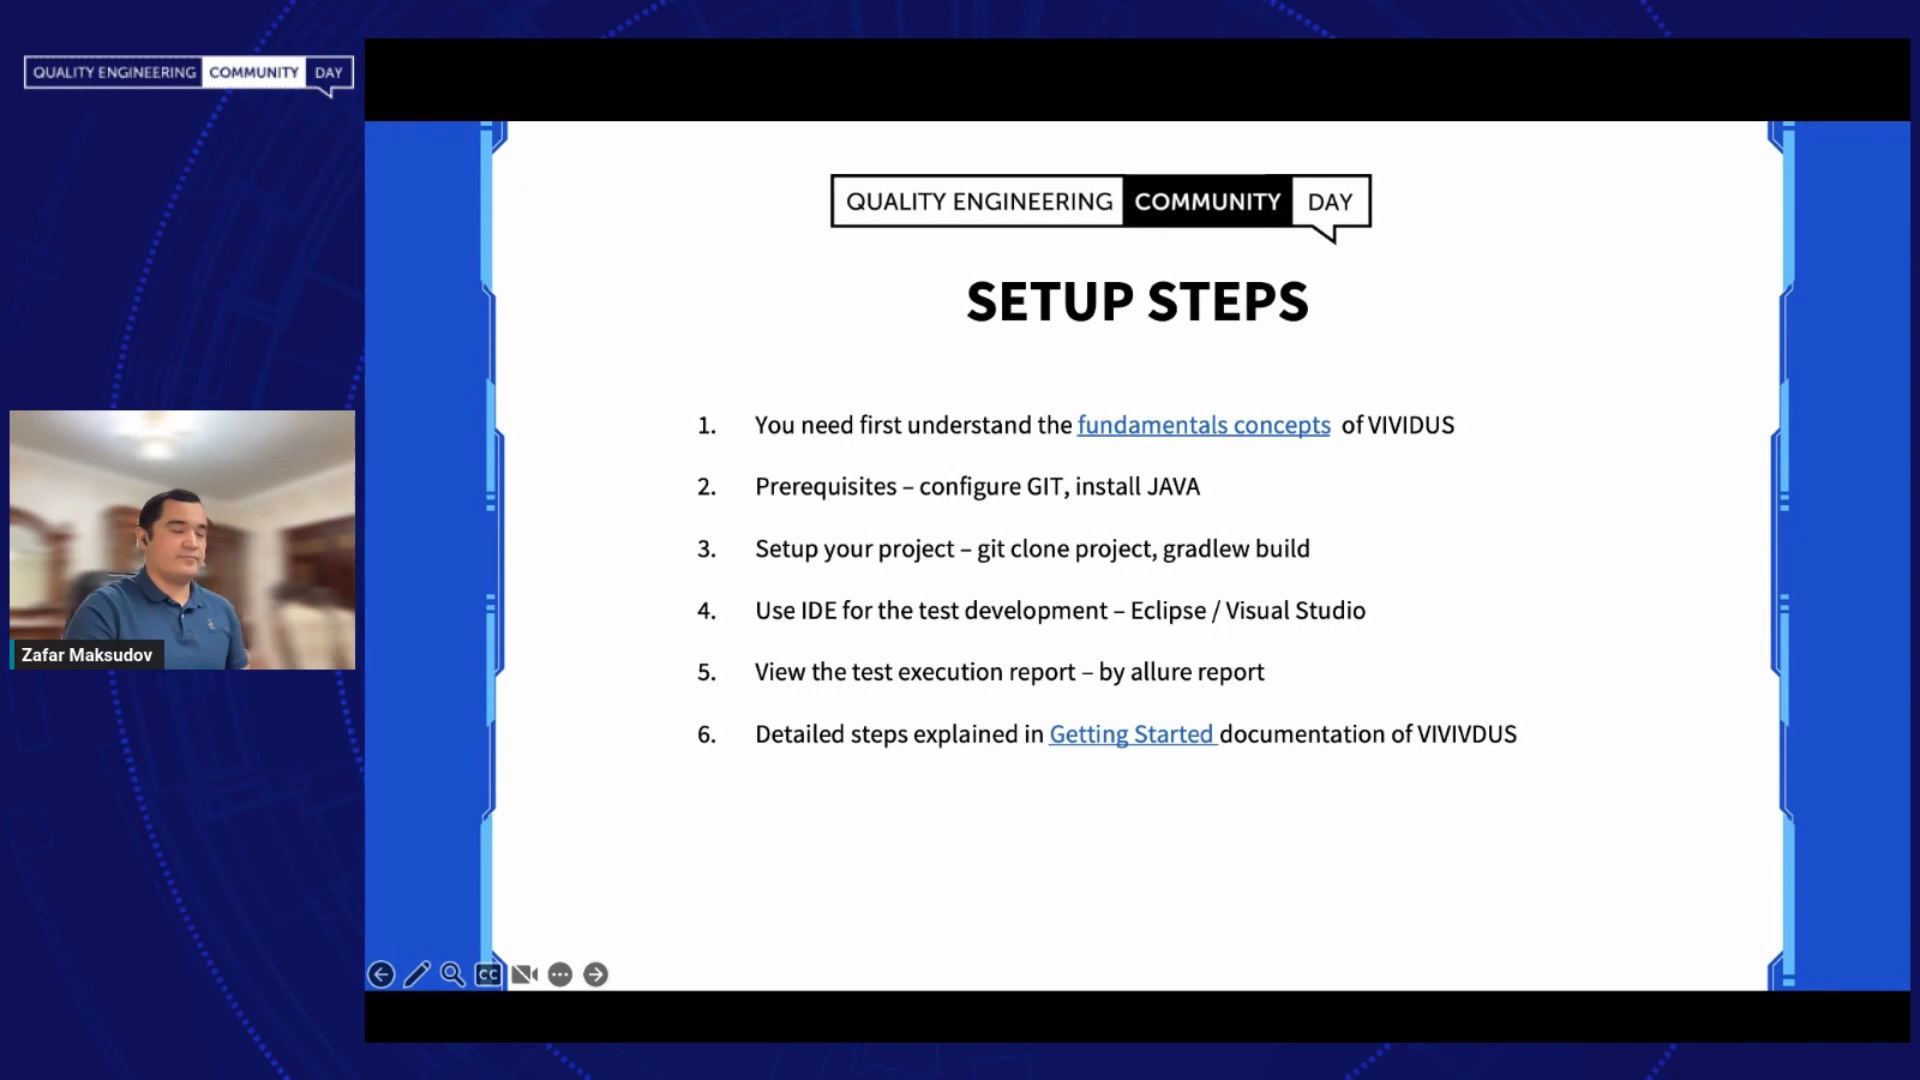 QUALITY ENGINEERING COMMUNITY DAY
QUALITY ENGINEERING COMMUNITY DAY
SETUP STEPS
1. You need first understand the fundamentals concepts of VIVIDUS
2. Prerequisites – configure GIT, install JAVA
3. Setup your project – git clone project, gradlew build
4. Use IDE for the test development – Eclipse / Visual Studio
5. View the test execution report – by allure report
6. Detailed steps explained in Getting Started documentation of VIVIVDUS
Zafar Maksudov
CC